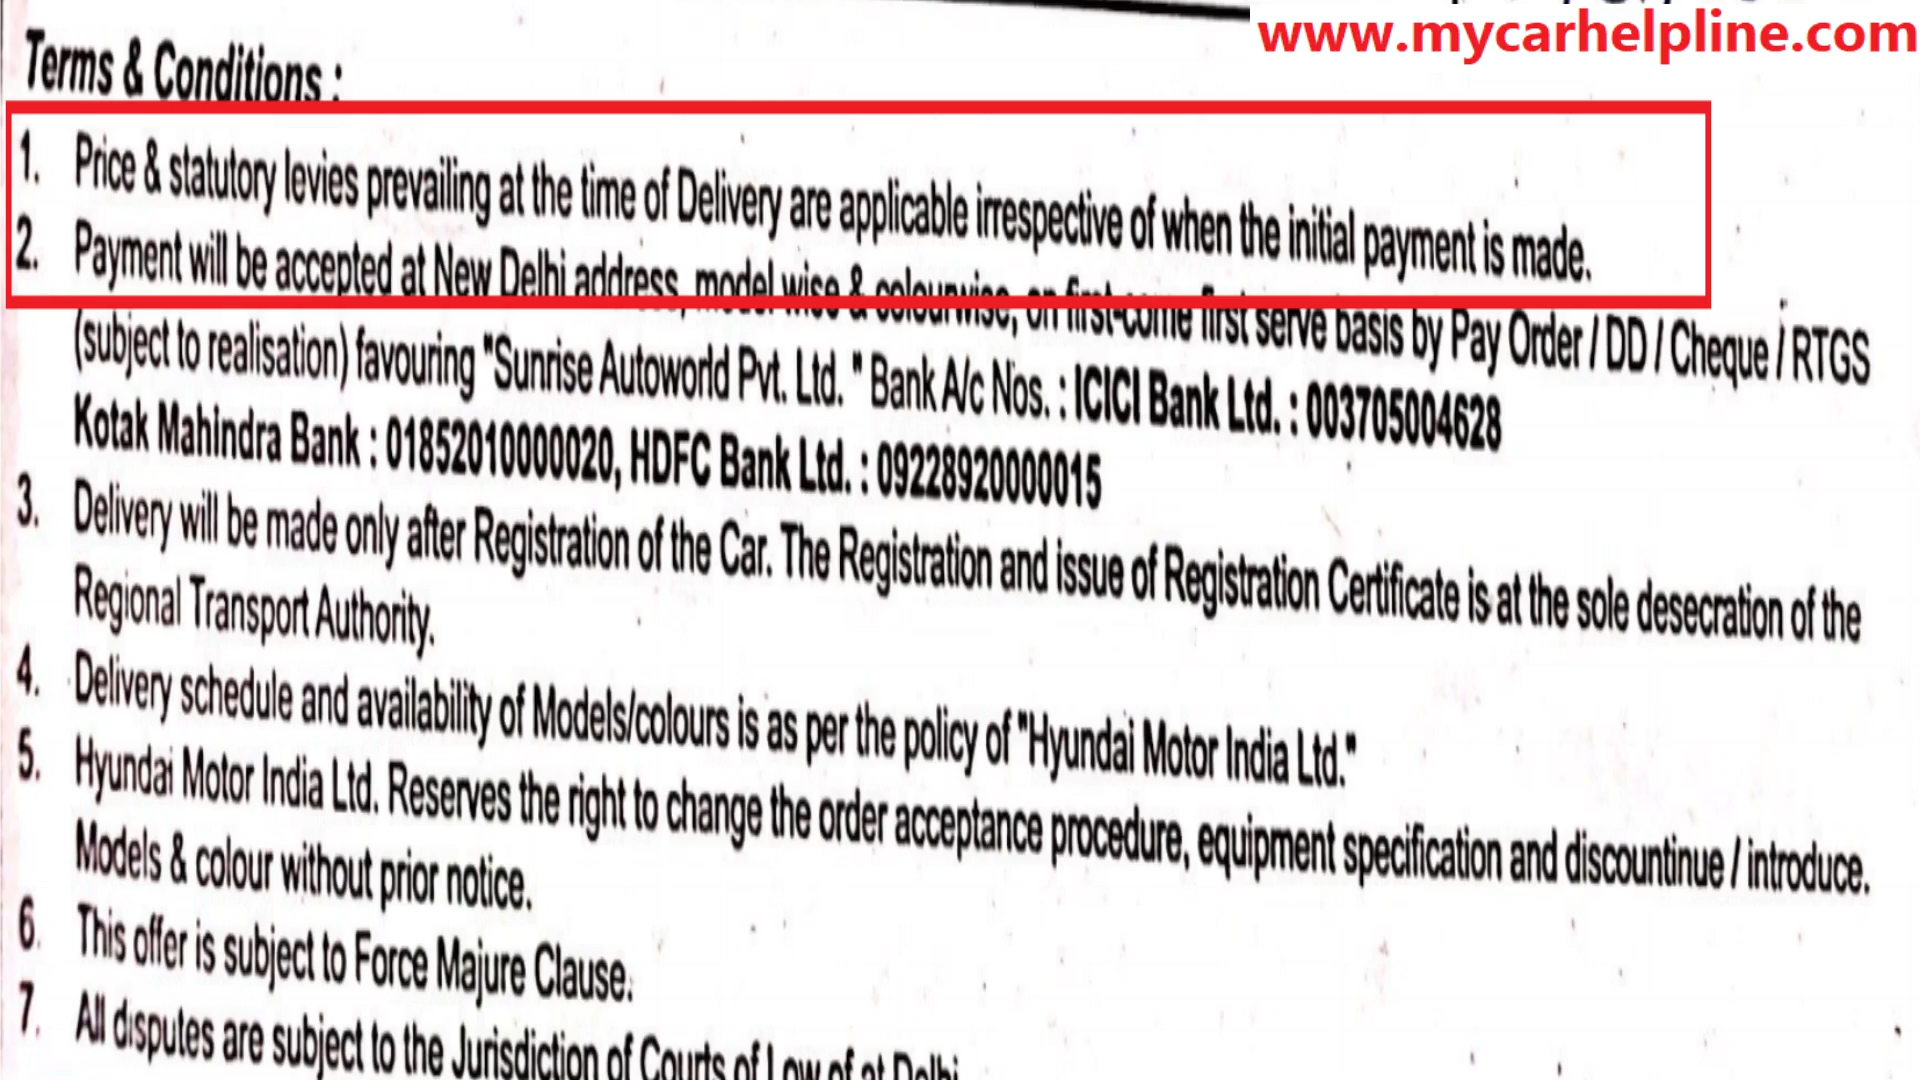 www.mycarhelpline.com
Terms & Conditions :
1. Price & statutory levies prevailing at the time of Delivery are applicable irrespective of when the initial payment is made.
2. Payment will be accepted at New Delhi address, model wise & colourwise, on first-come first serve basis by Pay Order / DD / Cheque / RTGS
(subject to realisation) favouring "Sunrise Autoworld Pvt. Ltd. " Bank A/c Nos. : ICICI Bank Ltd. : 003705004628
Kotak Mahindra Bank : 01852010000020, HDFC Bank Ltd. : 09228920000015
3. Delivery will be made only after Registration of the Car. The Registration and issue of Registration Certificate is at the sole desecration of the
Regional Transport Authority.
4. Delivery schedule and availability of Models/colours is as per the policy of "Hyundai Motor India Ltd."
5. Hyundai Motor India Ltd. Reserves the right to change the order acceptance procedure, equipment specification and discountinue / introduce.
Models & colour without prior notice.
6. This offer is subject to Force Majure Clause.
7. All disputes are subject to the Jurisdiction of Courts of Low of at Delhi